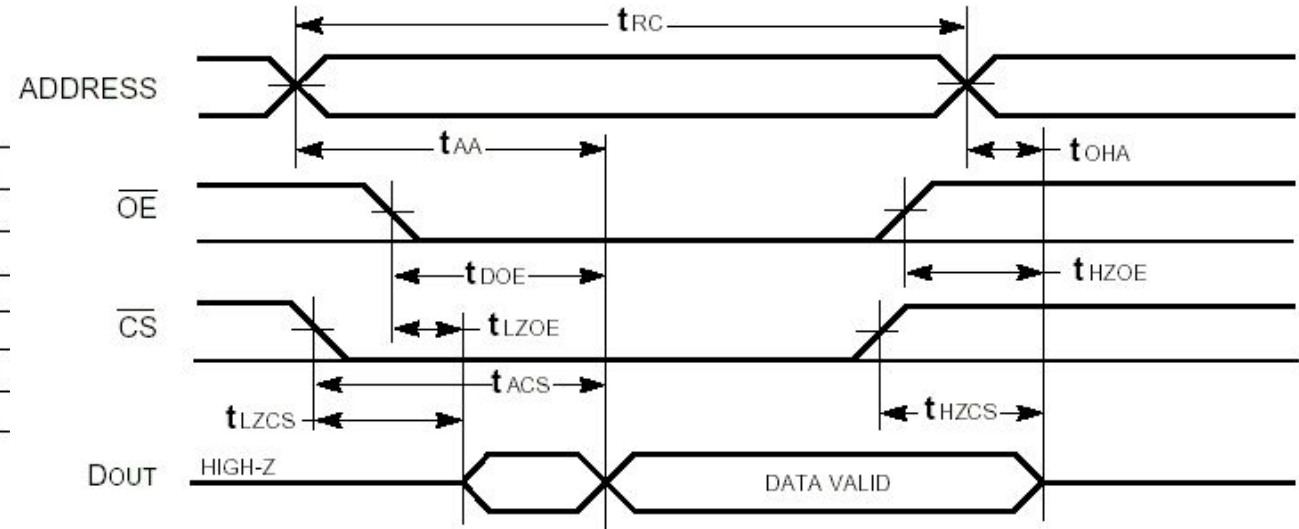 tRC
ADDRESS
tAA
tOHA
OE
tDOE
tHZOE
CS
tLZOE
tACS
tLZCS
tHZCS
DOUT
HIGH-Z
DATA VALID